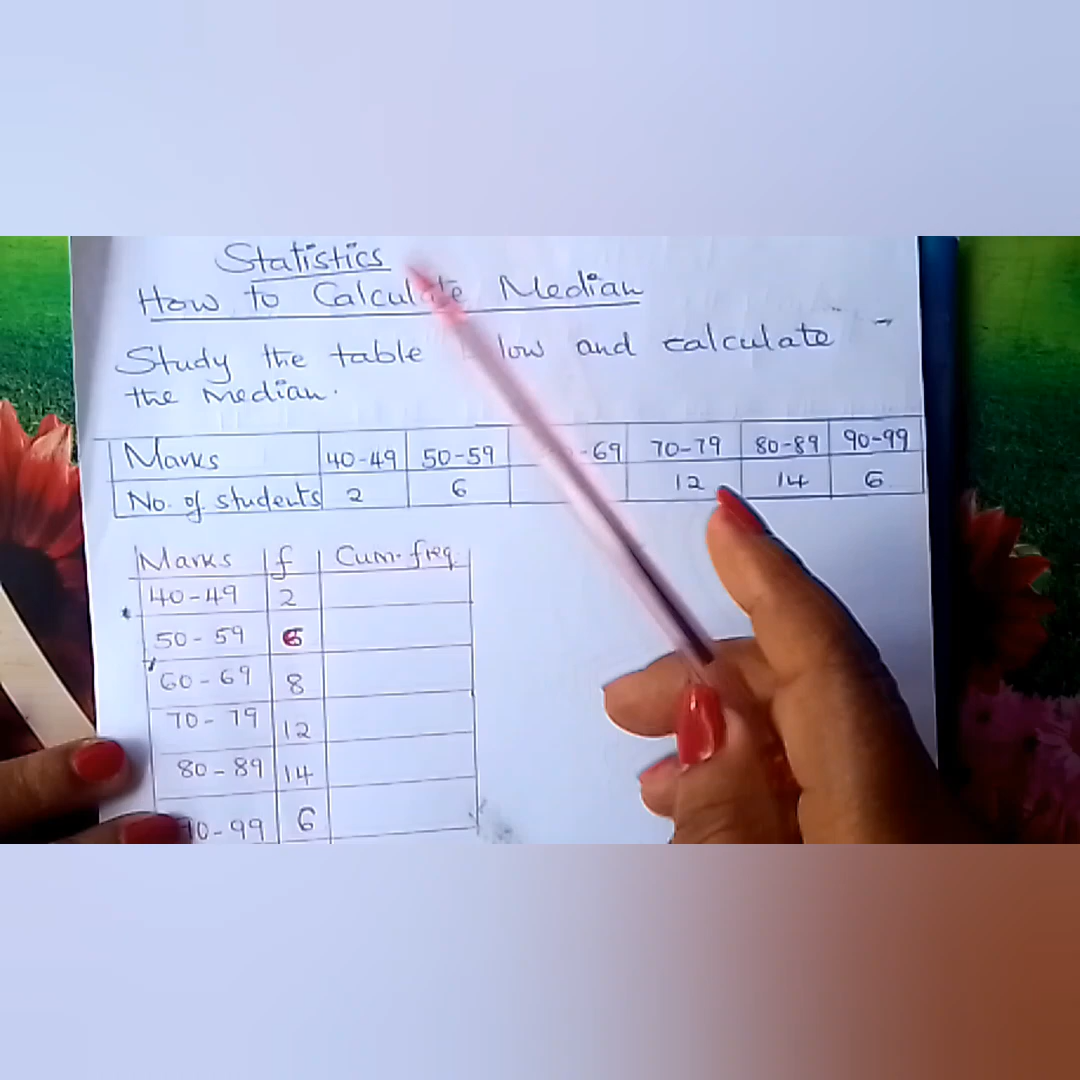 Statistics
How to Calculate Median
Study the table low and calculate
the Median.
Marks 40-49 50-59 -69 70-79 80-89 90-99
No. of students 2 6 12 14 6
Marks f Cum. freq.
40-49 2
50-59 6
60-69 8
70-79 12
80-89 14
90-99 6